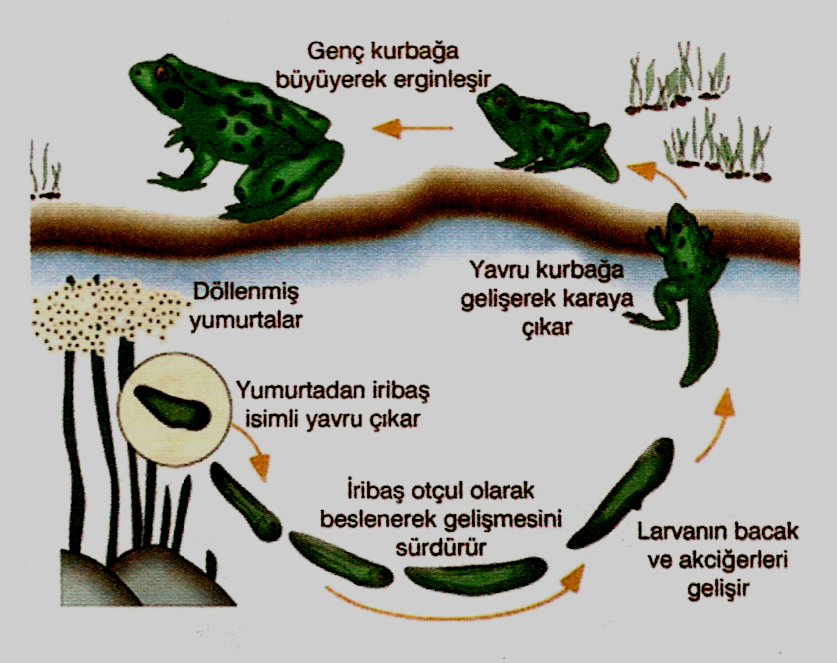 Genç kurbağa
büyüyerek erginleşir
Döllenmiş
yumurtalar
Yumurtadan iribaş
isimli yavru çıkar
İribaş otçul olarak
beslenerek gelişmesini
sürdürür
Larvanın bacak
ve akciğerleri
gelişir
Yavru kurbağa
gelişerek karaya
çıkar